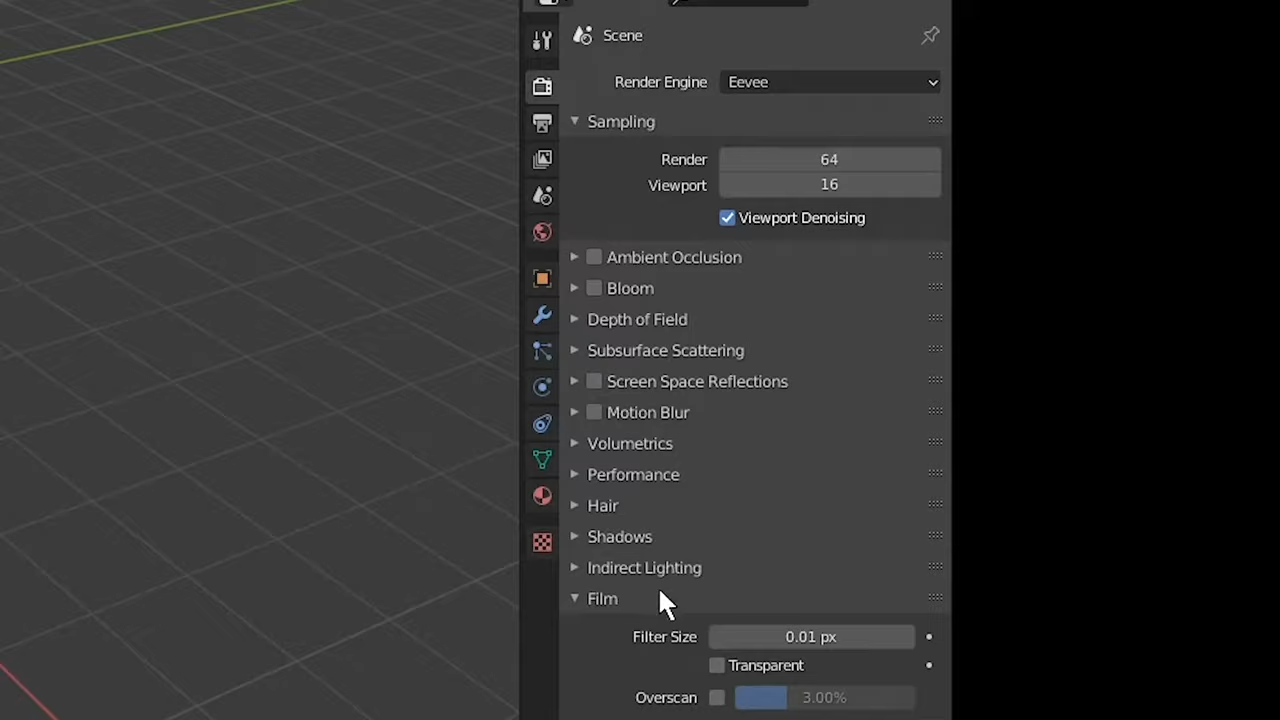 Scene
Render Engine Eevee
Sampling
Render 64
Viewport 16
Viewport Denoising
Ambient Occlusion
Bloom
Depth of Field
Subsurface Scattering
Screen Space Reflections
Motion Blur
Volumetrics
Performance
Hair
Shadows
Indirect Lighting
Film
Filter Size 0.01 px
Transparent
Overscan 3.00%